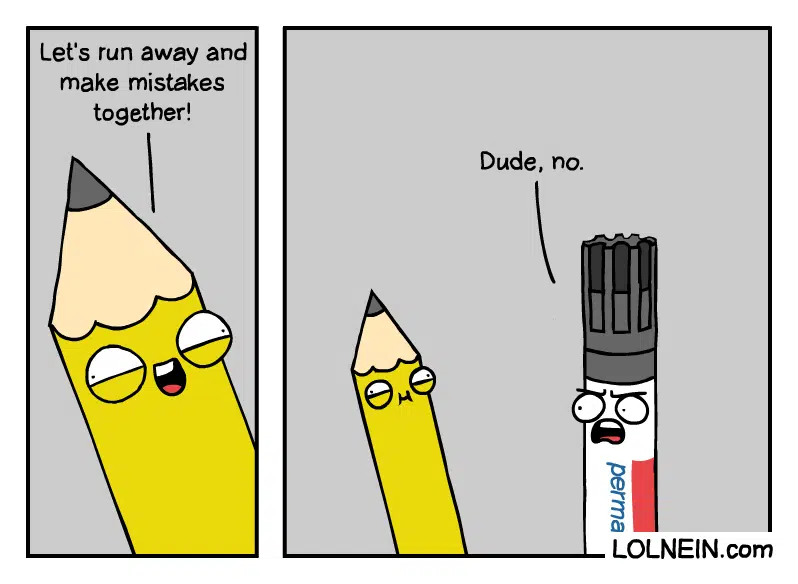 Let's run away and
make mistakes
together!
Dude, no.
perma
LOLNEIN.com